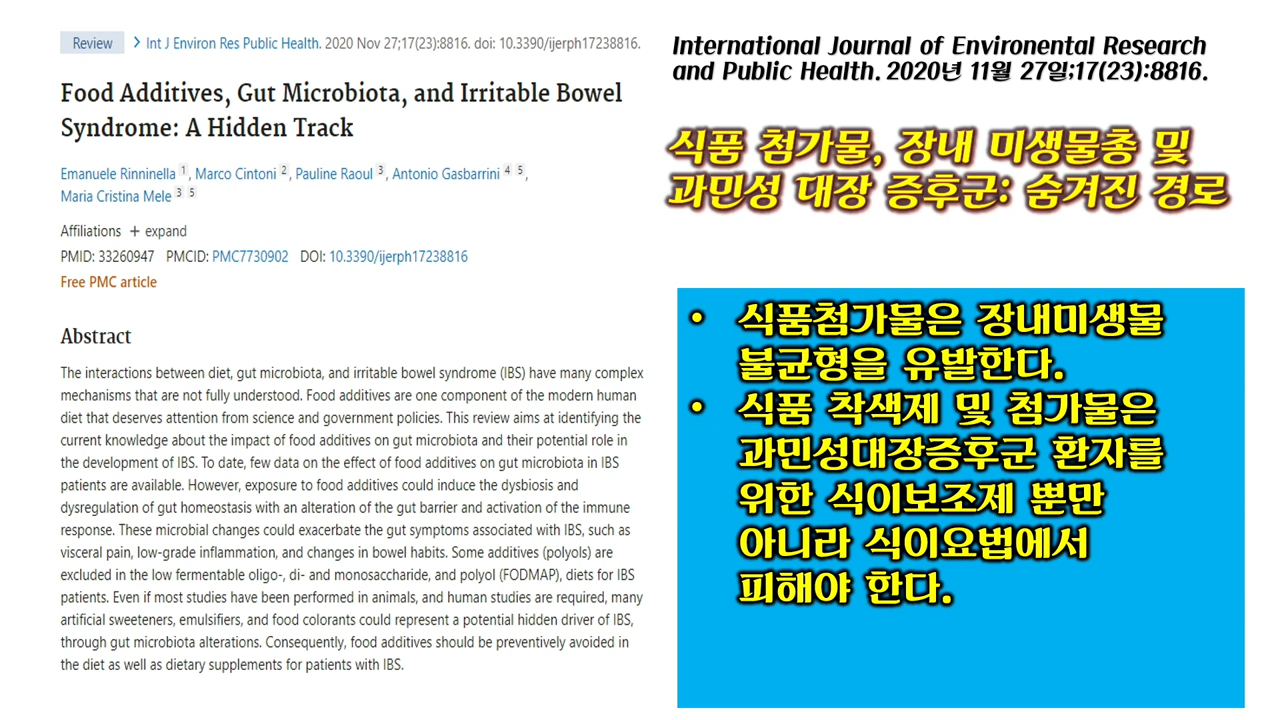 Review > Int J Environ Res Public Health. 2020 Nov 27;17(23):8816. doi: 10.3390/ijerph17238816.
Food Additives, Gut Microbiota, and Irritable Bowel
Syndrome: A Hidden Track
Emanuele Rinninella 1, Marco Cintoni 2, Pauline Raoul 3, Antonio Gasbarrini 4 5,
Maria Cristina Mele 3 5
Affiliations + expand
PMID: 33260947 PMCID: PMC7730902 DOI: 10.3390/ijerph17238816
Free PMC article
Abstract
The interactions between diet, gut microbiota, and irritable bowel syndrome (IBS) have many complex
mechanisms that are not fully understood. Food additives are one component of the modern human
diet that deserves attention from science and government policies. This review aims at identifying the
current knowledge about the impact of food additives on gut microbiota and their potential role in
the development of IBS. To date, few data on the effect of food additives on gut microbiota in IBS
patients are available. However, exposure to food additives could induce the dysbiosis and
dysregulation of gut homeostasis with an alteration of the gut barrier and activation of the immune
response. These microbial changes could exacerbate the gut symptoms associated with IBS, such as
visceral pain, low-grade inflammation, and changes in bowel habits. Some additives (polyols) are
excluded in the low fermentable oligo-, di- and monosaccharide, and polyol (FODMAP), diets for IBS
patients. Even if most studies have been performed in animals, and human studies are required, many
artificial sweeteners, emulsifiers, and food colorants could represent a potential hidden driver of IBS,
through gut microbiota alterations. Consequently, food additives should be preventively avoided in
the diet as well as dietary supplements for patients with IBS.
International Journal of Environental Research
and Public Health. 2020년 11월 27일;17(23):8816.
식품 첨가물, 장내 미생물총 및
과민성 대장 증후군: 숨겨진 경로
• 식품첨가물은 장내미생물
불균형을 유발한다.
• 식품 착색제 및 첨가물은
과민성대장증후군 환자를
위한 식이보조제 뿐만
아니라 식이요법에서
피해야 한다.